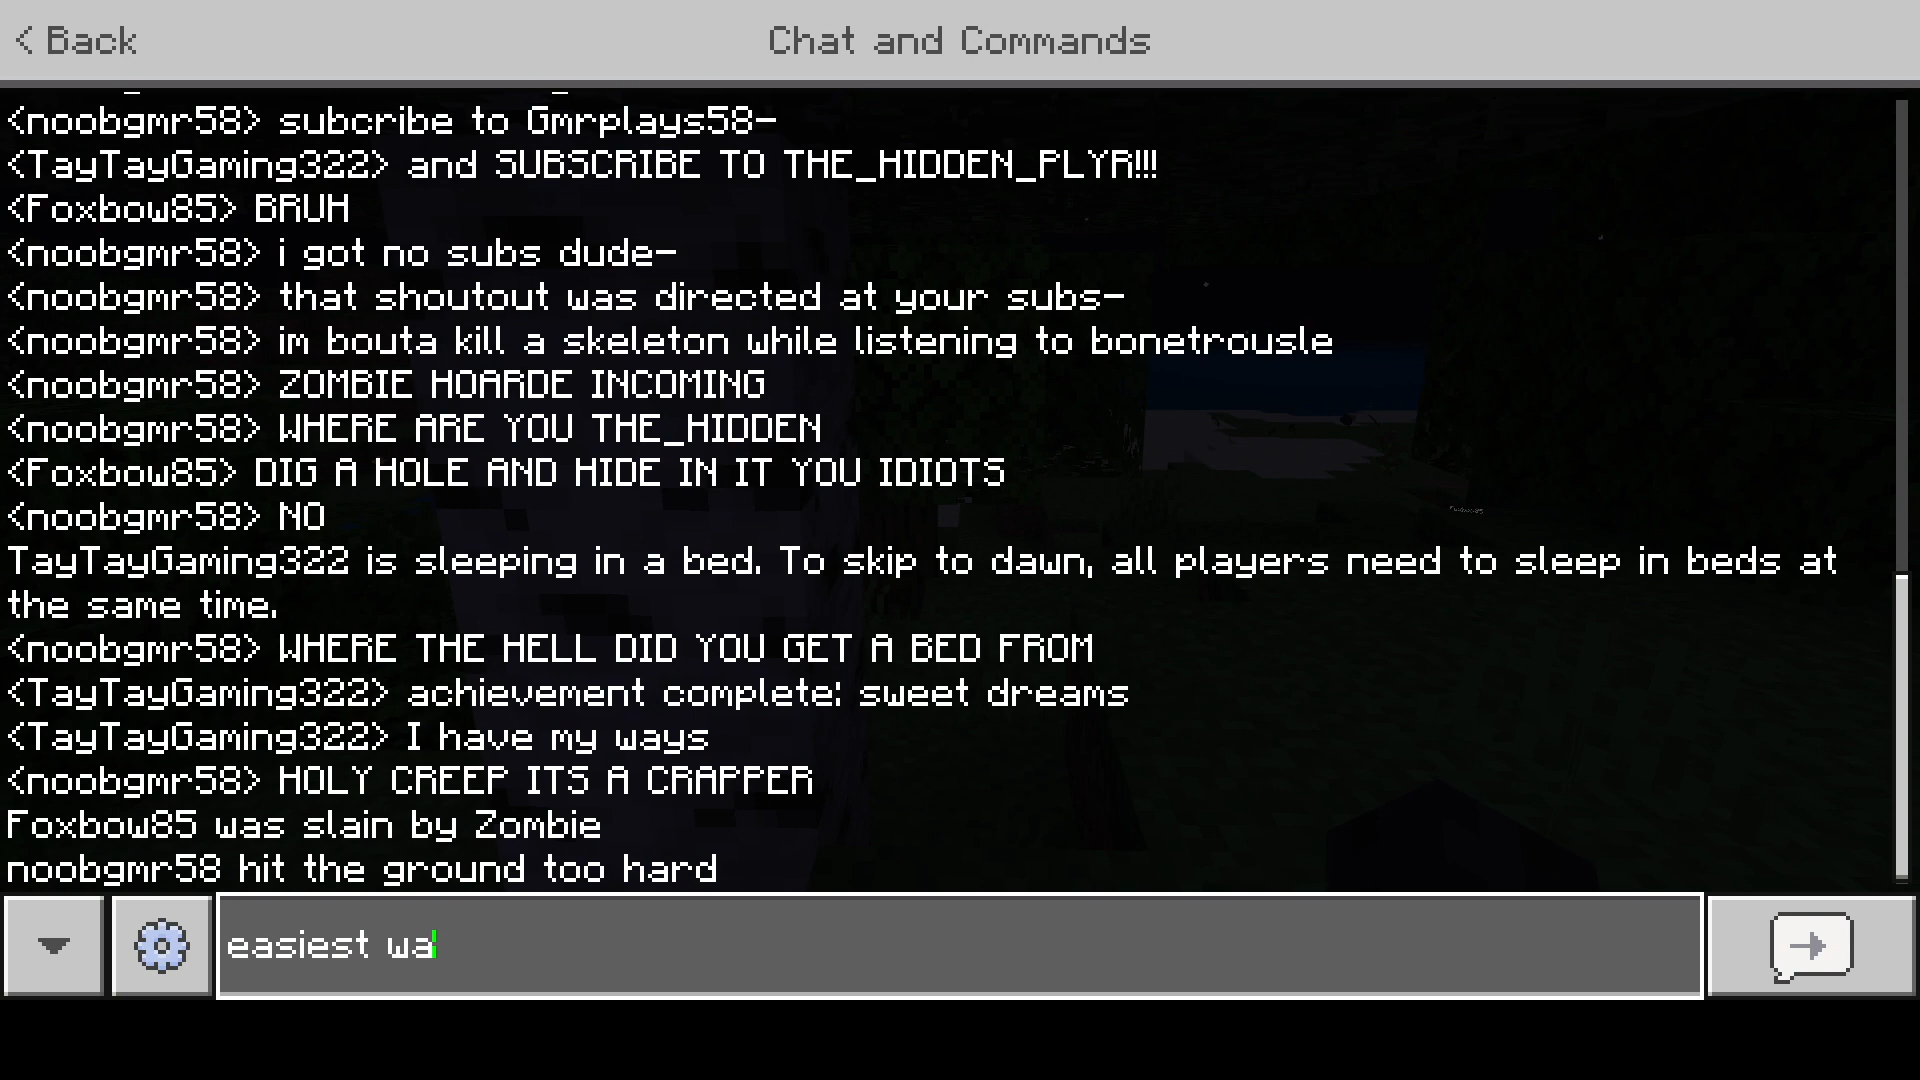 < Back
Chat and Commands
<noobgmr58> subcribe to Gmrplays58-
<TayTayGaming322> and SUBSCRIBE TO THE_HIDDEN_PLYR!!!
<Foxbow85> BRUH
<noobgmr58> i got no subs dude-
<noobgmr58> that shoutout was directed at your subs-
<noobgmr58> im bouta kill a skeleton while listening to bonetrousle
<noobgmr58> ZOMBIE HOARDE INCOMING
<noobgmr58> WHERE ARE YOU THE_HIDDEN
<Foxbow85> DIG A HOLE AND HIDE IN IT YOU IDIOTS
<noobgmr58> NO
TayTayGaming322 is sleeping in a bed. To skip to dawn, all players need to sleep in beds at
the same time.
<noobgmr58> WHERE THE HELL DID YOU GET A BED FROM
<TayTayGaming322> achievement complete: sweet dreams
<TayTayGaming322> I have my ways
<noobgmr58> HOLY CREEP ITS A CRAPPER
Foxbow85 was slain by Zombie
noobgmr58 hit the ground too hard
easiest wa